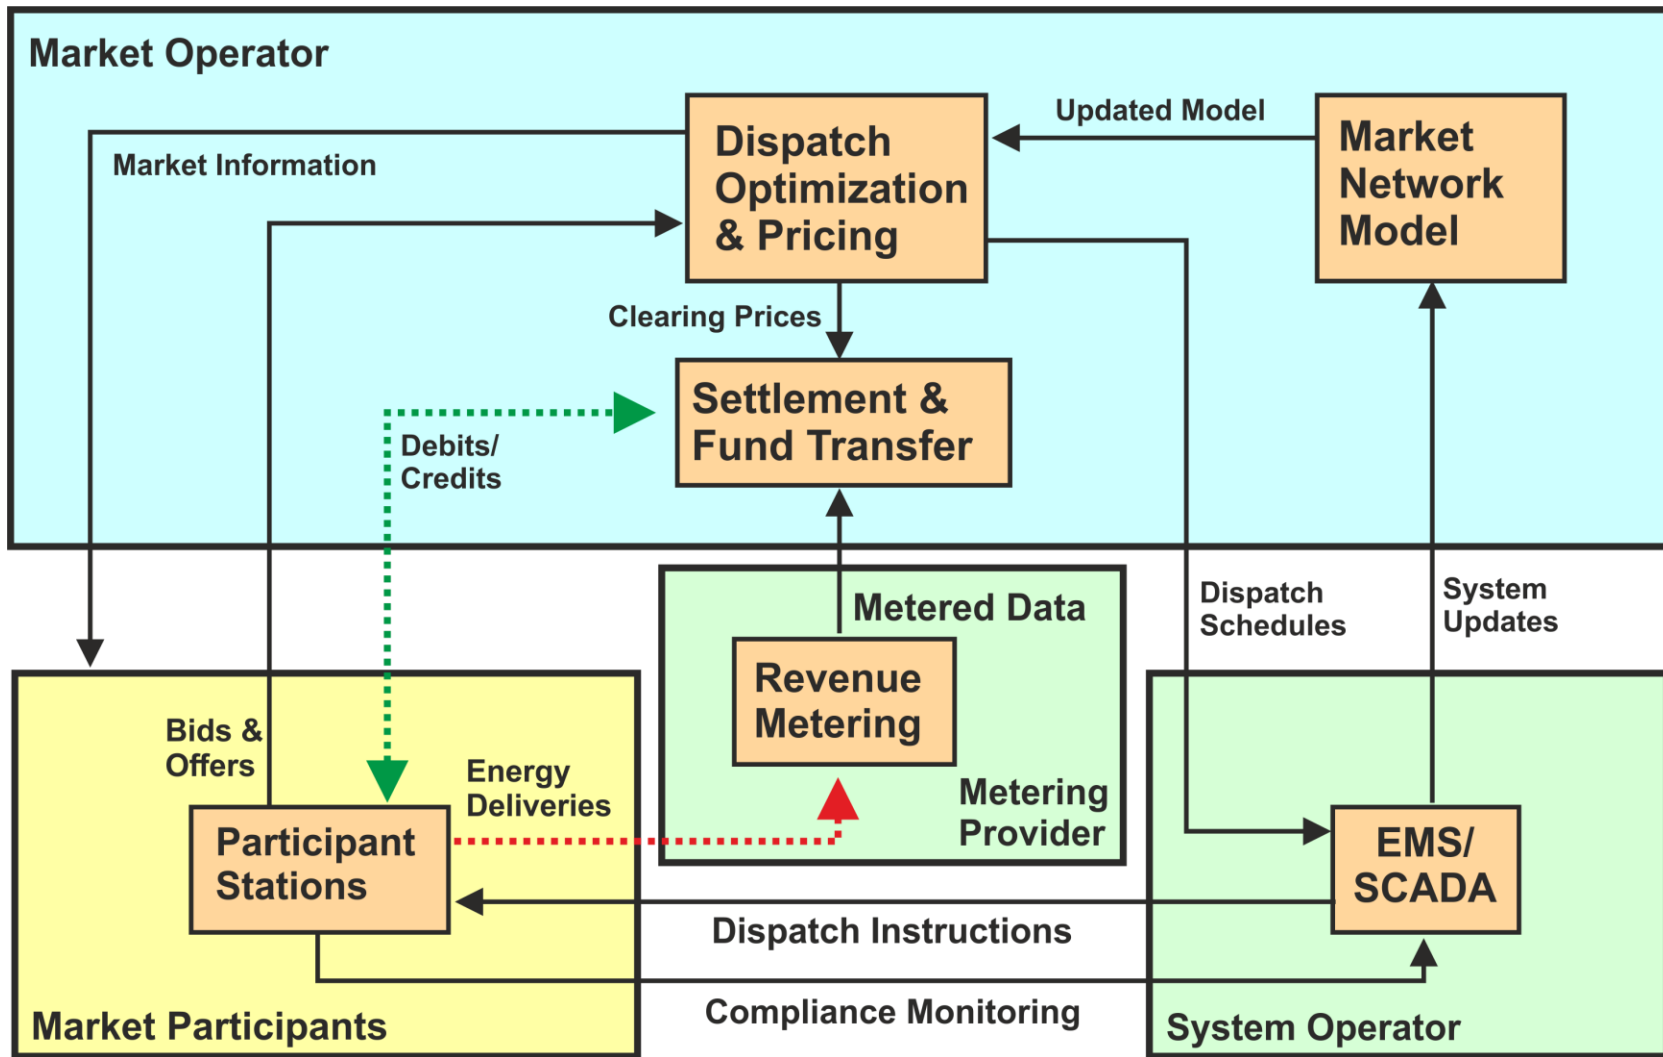 Market Operator
Updated Model
Market Information
Dispatch
Optimization
& Pricing
Market
Network
Model
Clearing Prices
Settlement &
Fund Transfer
Debits/
Credits
Metered Data
Dispatch
Schedules
System
Updates
Revenue
Metering
Bids &
Offers
Energy
Deliveries
Metering
Provider
Participant
Stations
EMS/
SCADA
Dispatch Instructions
Compliance Monitoring
Market Participants
System Operator